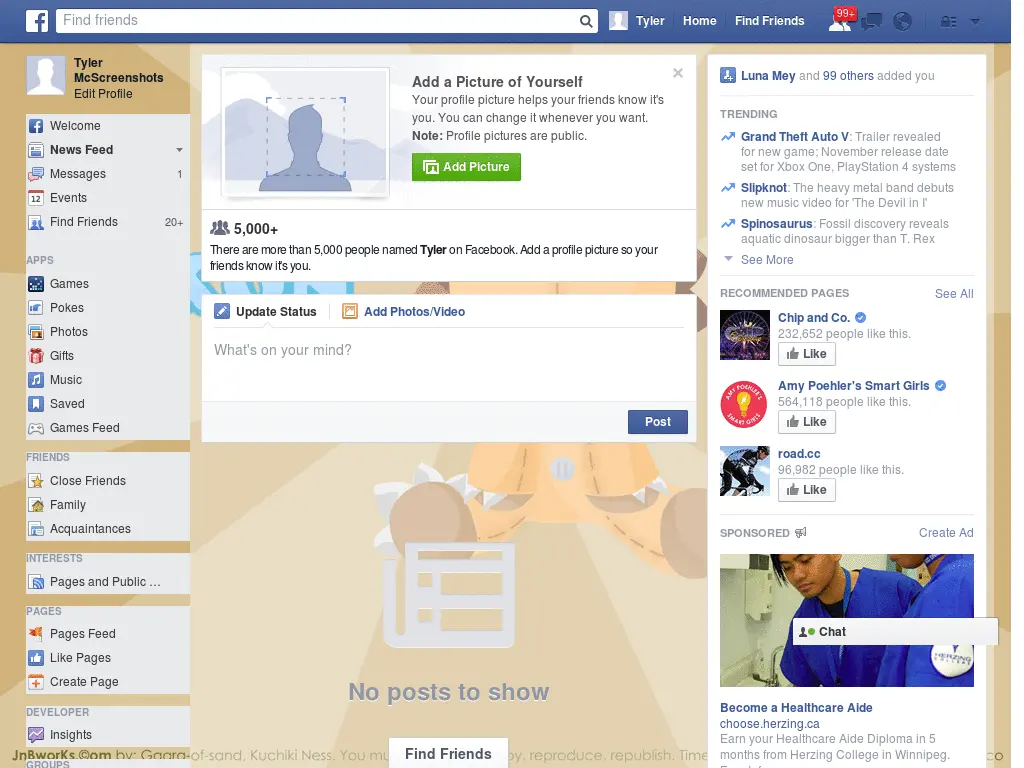 Find friends
Tyler
Home
Find Friends
99+
Tyler
McScreenshots
Edit Profile
Welcome
News Feed
Messages 1
12 Events
Find Friends 20+
APPS
Games
Pokes
Photos
Gifts
Music
Saved
Games Feed
FRIENDS
Close Friends
Family
Acquaintances
INTERESTS
Pages and Public ...
PAGES
Pages Feed
Like Pages
Create Page
DEVELOPER
Insights
GROUPS
Add a Picture of Yourself
Your profile picture helps your friends know it's
you. You can change it whenever you want.
Note: Profile pictures are public.
Add Picture
5,000+
There are more than 5,000 people named Tyler on Facebook. Add a profile picture so your
friends know it's you.
Update Status
Add Photos/Video
What's on your mind?
Post
No posts to show
Find Friends
JnBworKs ©om by: Gaara-of-sand, Kuchiki Ness. You mu
by, reproduce, republish. Time
co
Luna Mey and 99 others added you
TRENDING
Grand Theft Auto V: Trailer revealed
for new game; November release date
set for Xbox One, PlayStation 4 systems
Slipknot: The heavy metal band debuts
new music video for 'The Devil in I'
Spinosaurus: Fossil discovery reveals
aquatic dinosaur bigger than T. Rex
See More
RECOMMENDED PAGES See All
Chip and Co.
232,652 people like this.
Like
AMY POEHLER'S
SMART GIRLS
Amy Poehler's Smart Girls
564,118 people like this.
Like
road.cc
96,982 people like this.
Like
SPONSORED Create Ad
Chat
HERZING
COLLEGE
Become a Healthcare Aide
choose.herzing.ca
Earn your Healthcare Aide Diploma in 5
months from Herzing College in Winnipeg.